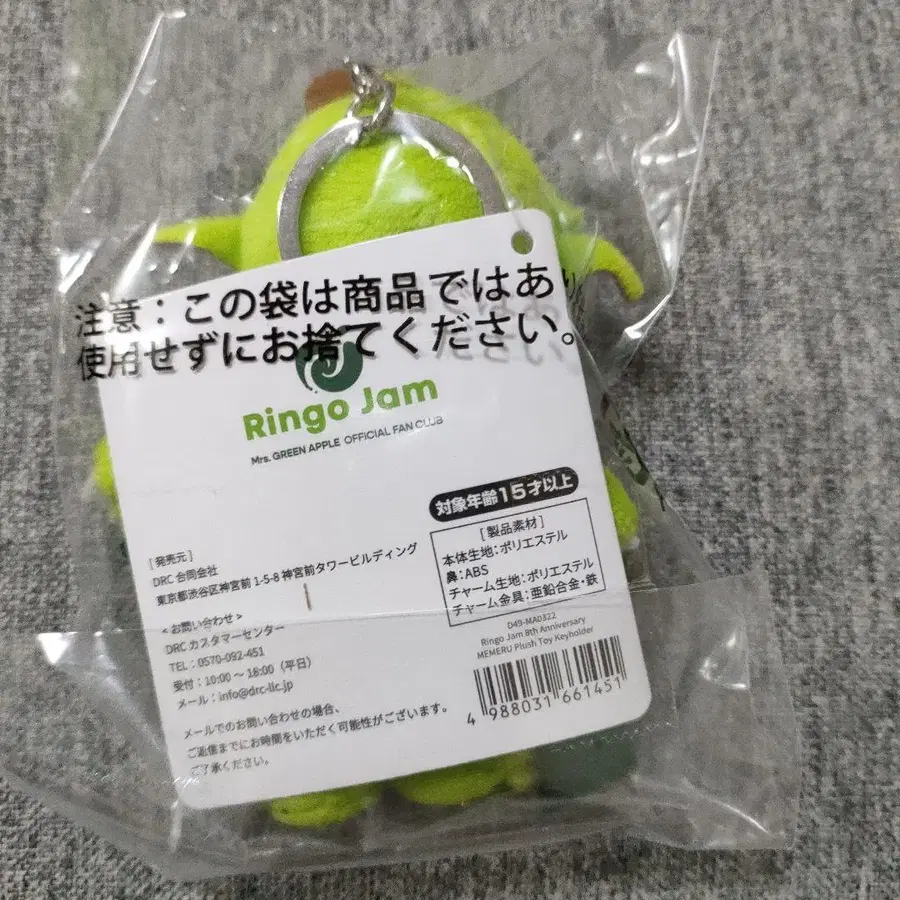 注意：この袋は商品ではあり
使用せずにお捨てください。
Ringo Jam
Mrs. GREEN APPLE OFFICIAL FAN CLUB
対象年齢15才以上
[発売元]
DRC 合同会社
東京都渋谷区神宮前 1-5-8 神宮前タワービルディング
<お問い合わせ>
DRC カスタマーセンター
TEL：0570-092-451
受付：10:00 〜 18:00（平日）
メール：info@drc-llc.jp
メールでのお問い合わせの場合、
ご返信までにお時間をいただく可能性がございます。
ご了承ください。
[製品素材]
本体生地：ポリエステル
鼻：ABS
チャーム生地：ポリエステル
チャーム金具：亜鉛合金・鉄
D49-MA0322
Ringo Jam 8th Anniversary
MEMERU Plush Toy Keyholder
4 988031 661451